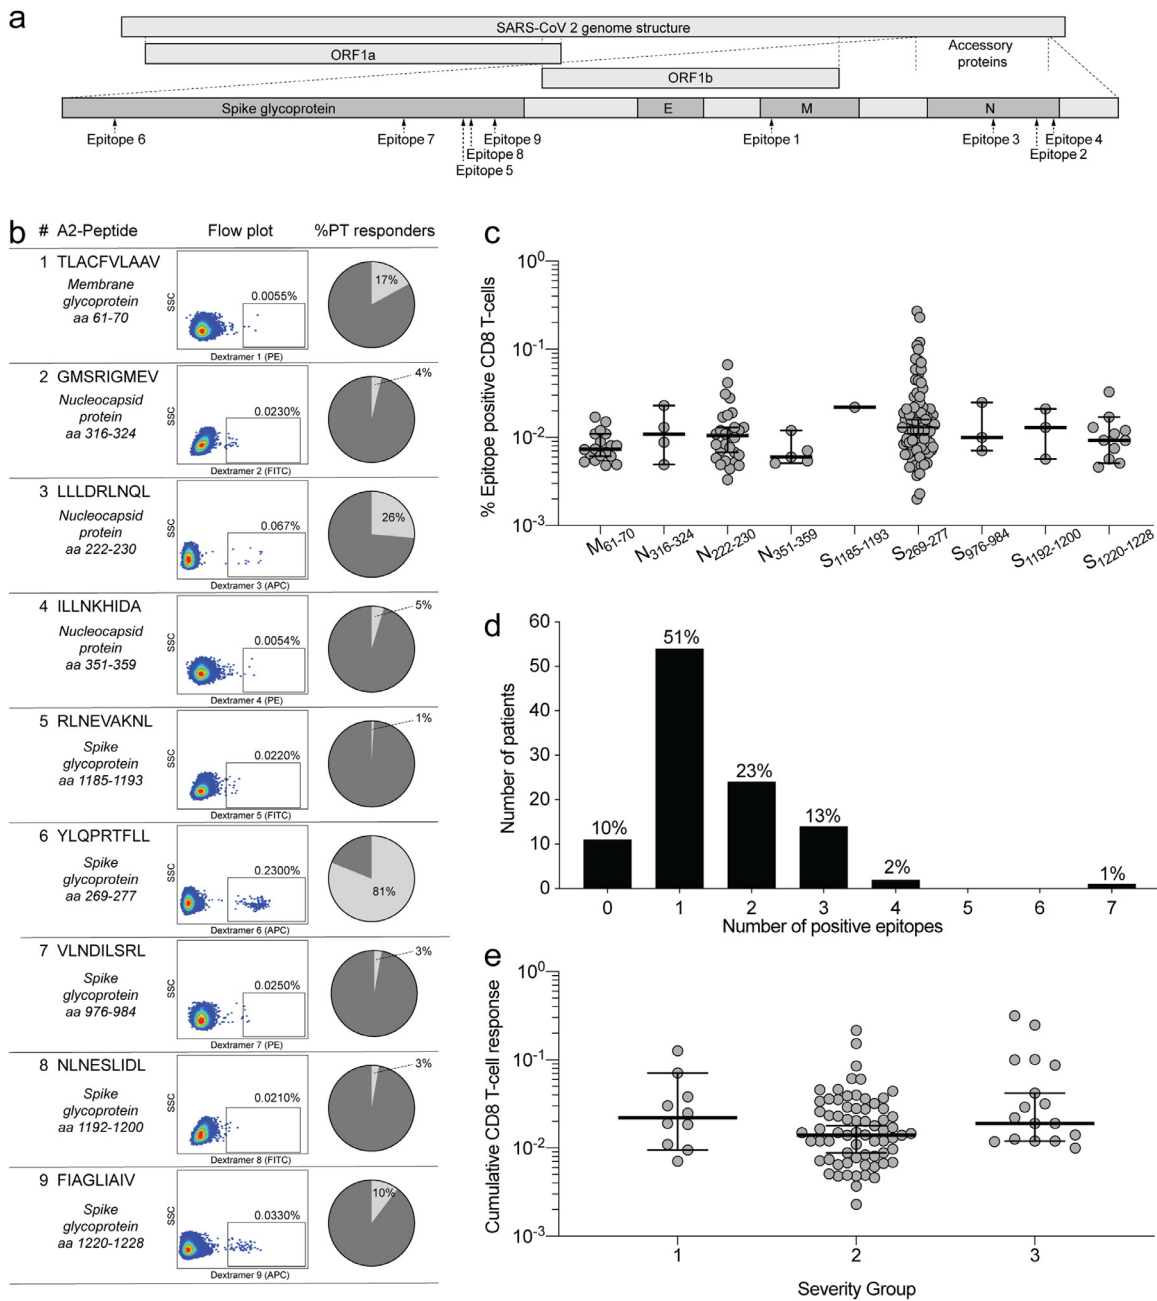 a
SARS-CoV 2 genome structure
ORF1a
Accessory
proteins
ORF1b
Spike glycoprotein
E
M
N
Epitope 6
Epitope 7
Epitope 9
Epitope 8
Epitope 5
Epitope 1
Epitope 3
Epitope 4
Epitope 2
b
# A2-Peptide Flow plot %PT responders
1 TLACFVLAAV
Membrane
glycoprotein
aa 61-70
SSC
0.0055%
Dextramer 1 (PE)
17%
2 GMSRIGMEV
Nucleocapsid
protein
aa 316-324
SSC
0.0230%
Dextramer 2 (FITC)
4%
3 LLLDRLNQL
Nucleocapsid
protein
aa 222-230
SSC
0.067%
Dextramer 3 (APC)
26%
4 ILLNKHIDA
Nucleocapsid
protein
aa 351-359
SSC
0.0054%
Dextramer 4 (PE)
5%
5 RLNEVAKNL
Spike
glycoprotein
aa 1185-1193
SSC
0.0220%
Dextramer 5 (FITC)
1%
6 YLQPRTFLL
Spike
glycoprotein
aa 269-277
SSC
0.2300%
Dextramer 6 (APC)
81%
7 VLNDILSRL
Spike
glycoprotein
aa 976-984
SSC
0.0250%
Dextramer 7 (PE)
3%
8 NLNESLIDL
Spike
glycoprotein
aa 1192-1200
SSC
0.0210%
Dextramer 8 (FITC)
3%
9 FIAGLIAIV
Spike
glycoprotein
aa 1220-1228
SSC
0.0330%
Dextramer 9 (APC)
10%
c
% Epitope positive CD8 T-cells
10⁰
10⁻¹
10⁻²
10⁻³
M61-70
N316-324
N222-230
N351-359
S1185-1193
S269-277
S976-984
S1192-1200
S1220-1228
d
Number of patients
60
50
40
30
20
10
0
10%
51%
23%
13%
2%
1%
0 1 2 3 4 5 6 7
Number of positive epitopes
e
Cumulative CD8 T-cell response
10⁰
10⁻¹
10⁻²
10⁻³
1 2 3
Severity Group